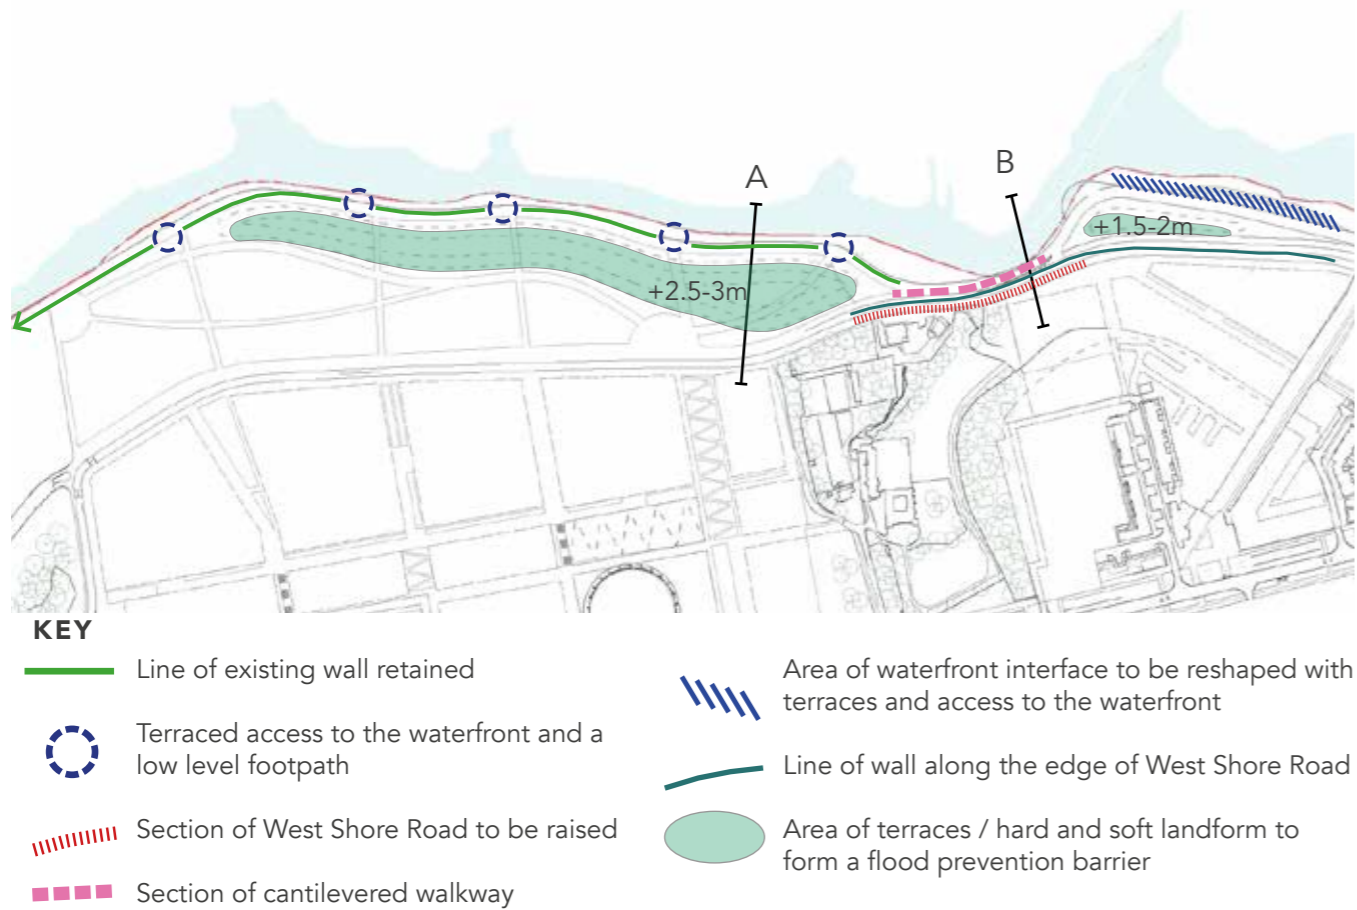 A
B
+1.5-2m
+2.5-3m
KEY
Line of existing wall retained
Terraced access to the waterfront and a
low level footpath
Section of West Shore Road to be raised
Section of cantilevered walkway
Area of waterfront interface to be reshaped with
terraces and access to the waterfront
Line of wall along the edge of West Shore Road
Area of terraces / hard and soft landform to
form a flood prevention barrier